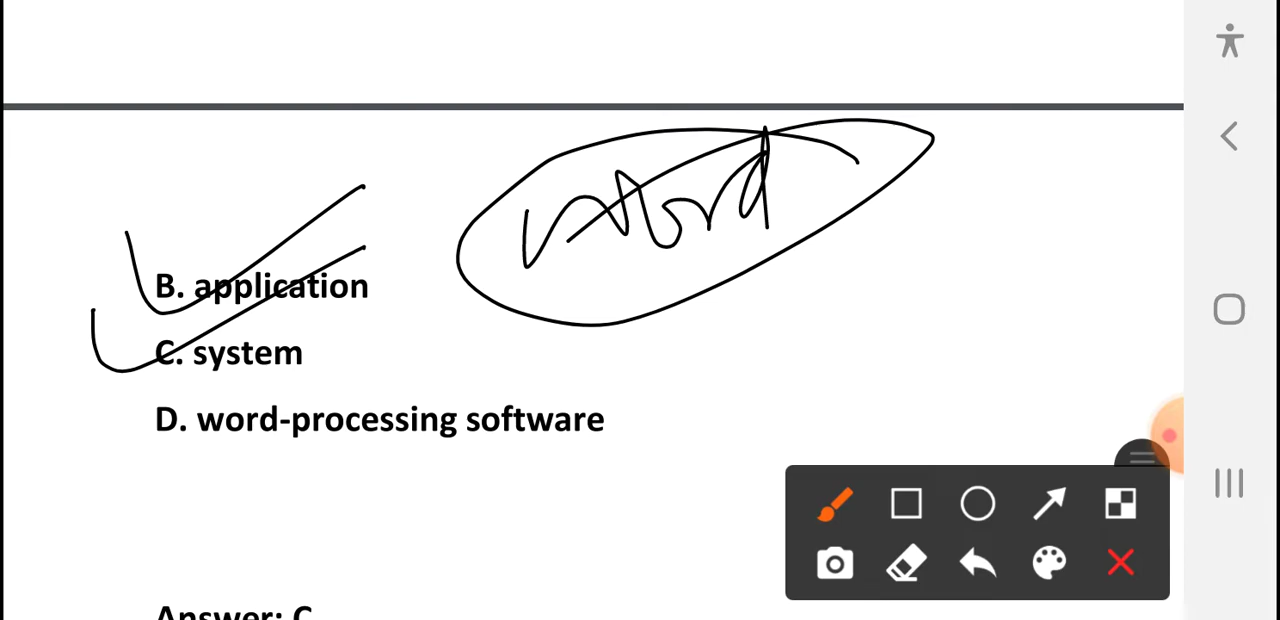 Word
B. application
C. system
D. word-processing software
Answer: C